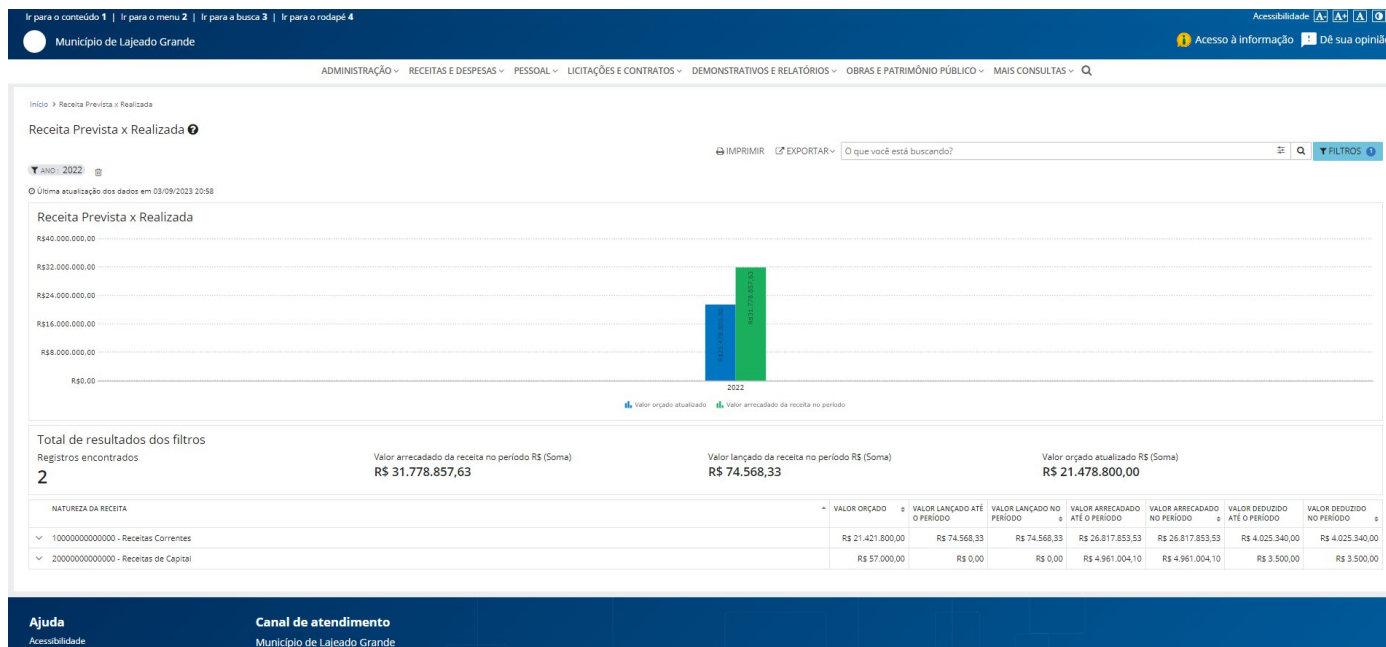 Ir para o conteúdo 1 | Ir para o menu 2 | Ir para a busca 3 | Ir para o rodapé 4
Acessibilidade A- A+ A
Município de Lajeado Grande
Acesso à informação Dê sua opinião
ADMINISTRAÇÃO RECEITAS E DESPESAS PESSOAL LICITAÇÕES E CONTRATOS DEMONSTRATIVOS E RELATÓRIOS OBRAS E PATRIMÔNIO PÚBLICO MAIS CONSULTAS
Início > Receita Prevista x Realizada
Receita Prevista x Realizada ?
IMPRIMIR EXPORTAR O que você está buscando? FILTROS 1
ANO: 2022
Última atualização dos dados em 03/09/2023 20:58
Receita Prevista x Realizada
R$40.000.000,00
R$32.000.000,00
R$24.000.000,00
R$16.000.000,00
R$8.000.000,00
R$0,00
R$21.478.800,00
R$31.778.857,63
2022
Valor orçado atualizado Valor arrecadado da receita no período
Total de resultados dos filtros
Registros encontrados
2
Valor arrecadado da receita no período R$ (Soma)
R$ 31.778.857,63
Valor lançado da receita no período R$ (Soma)
R$ 74.568,33
Valor orçado atualizado R$ (Soma)
R$ 21.478.800,00
NATUREZA DA RECEITA VALOR ORÇADO VALOR LANÇADO ATÉ O PERÍODO VALOR LANÇADO NO PERÍODO VALOR ARRECADADO ATÉ O PERÍODO VALOR ARRECADADO NO PERÍODO VALOR DEDUZIDO ATÉ O PERÍODO VALOR DEDUZIDO NO PERÍODO
10000000000000 - Receitas Correntes R$ 21.421.800,00 R$ 74.568,33 R$ 74.568,33 R$ 26.817.853,53 R$ 26.817.853,53 R$ 4.025.340,00 R$ 4.025.340,00
20000000000000 - Receitas de Capital R$ 57.000,00 R$ 0,00 R$ 0,00 R$ 4.961.004,10 R$ 4.961.004,10 R$ 3.500,00 R$ 3.500,00
Ajuda
Acessibilidade
Canal de atendimento
Município de Lajeado Grande